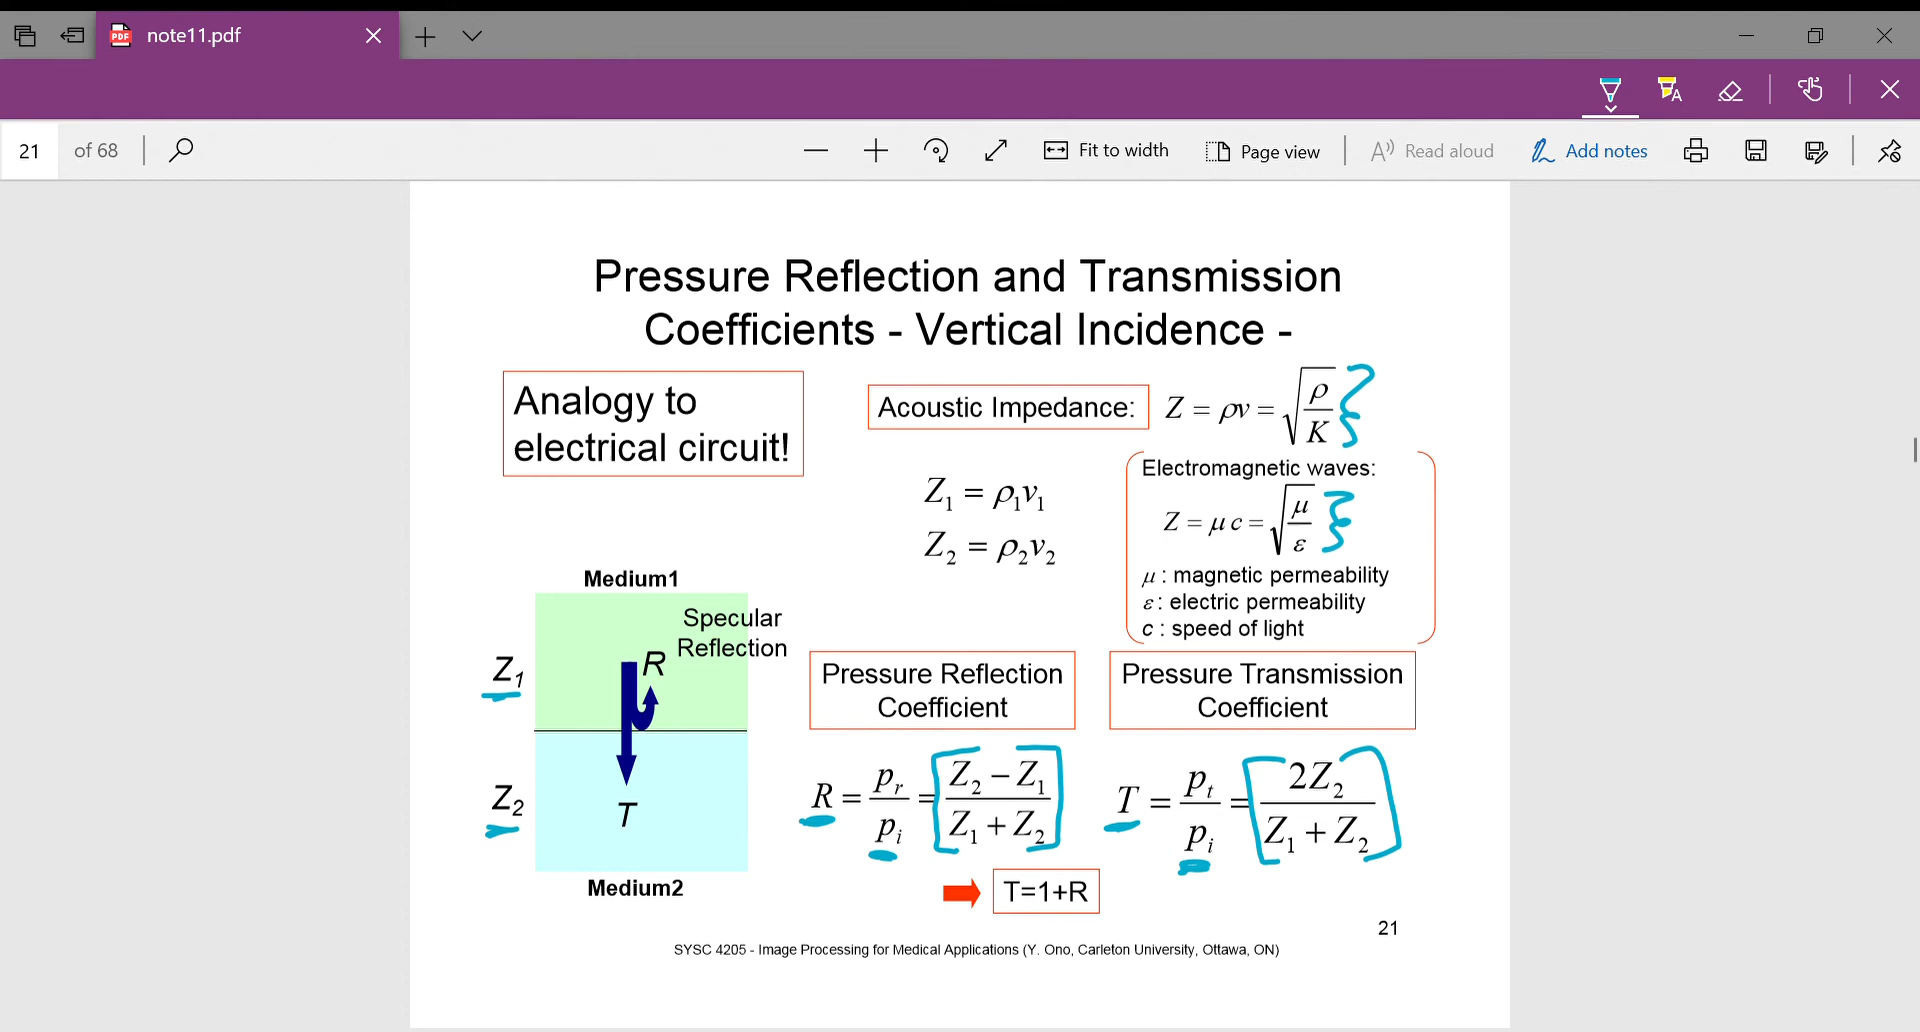 note11.pdf
21 of 68
Fit to width
Page view
Read aloud
Add notes
Pressure Reflection and Transmission
Coefficients - Vertical Incidence -
Analogy to
electrical circuit!
Acoustic Impedance: Z = ρv = √(ρ/K)
Z₁ = ρ₁v₁
Z₂ = ρ₂v₂
Electromagnetic waves:
Z = μ c = √(μ/ε)
μ : magnetic permeability
ε : electric permeability
c : speed of light
Medium1
Specular
Reflection
R
Z₁
Z₂
T
Medium2
Pressure Reflection
Coefficient
R = pᵣ/pᵢ = (Z₂ − Z₁)/(Z₁ + Z₂)
Pressure Transmission
Coefficient
T = pₜ/pᵢ = 2Z₂/(Z₁ + Z₂)
T=1+R
21
SYSC 4205 - Image Processing for Medical Applications (Y. Ono, Carleton University, Ottawa, ON)